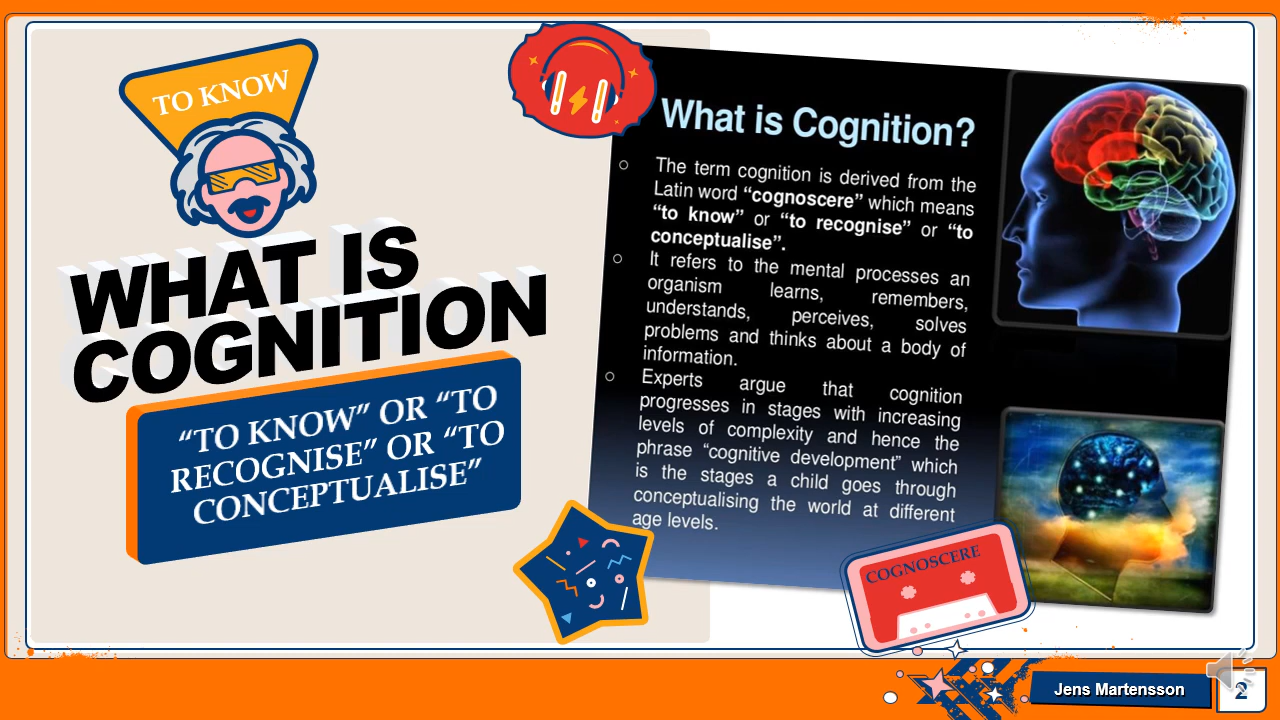 TO KNOW
WHAT IS
COGNITION
“TO KNOW” OR “TO
RECOGNISE” OR “TO
CONCEPTUALISE”
What is Cognition?
The term cognition is derived from the
Latin word “cognoscere” which means
“to know” or “to recognise” or “to
conceptualise”.
It refers to the mental processes an
organism learns, remembers,
understands, perceives, solves
problems and thinks about a body of
information.
Experts argue that cognition
progresses in stages with increasing
levels of complexity and hence the
phrase “cognitive development” which
is the stages a child goes through
conceptualising the world at different
age levels.
COGNOSCERE
Jens Martensson
2